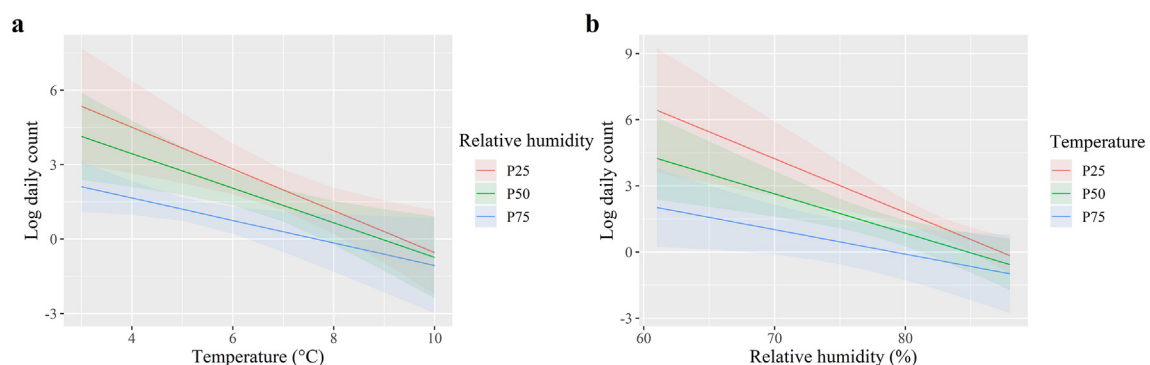 a
Log daily count
6
3
0
-3
4
6
8
10
Temperature (°C)
Relative humidity
P25
P50
P75
b
Log daily count
9
6
3
0
-3
60
70
80
Relative humidity (%)
Temperature
P25
P50
P75